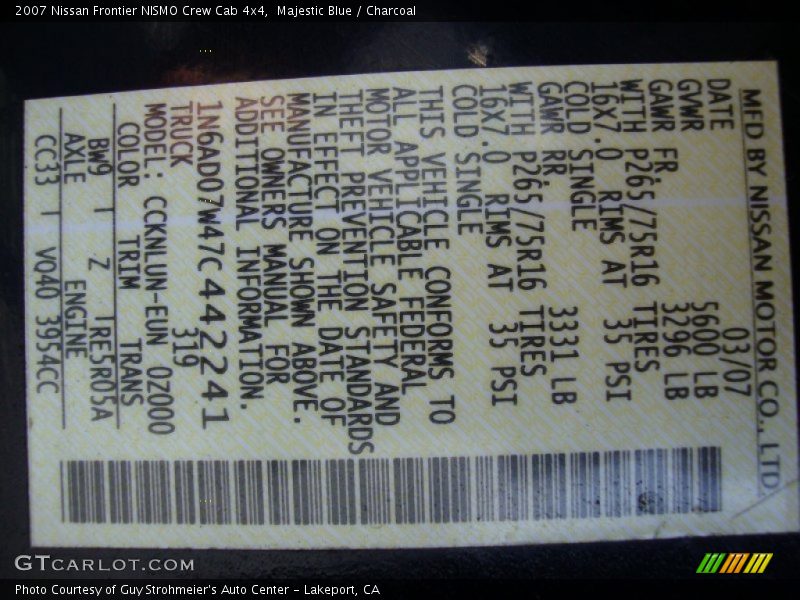 2007 Nissan Frontier NISMO Crew Cab 4x4,  Majestic Blue / Charcoal
MFD BY NISSAN MOTOR CO., LTD
DATE 03/07
GVWR 5600 LB
GAWR FR. 3296 LB
WITH P265/75R16 TIRES
16X7.0 RIMS AT 35 PSI
COLD SINGLE
GAWR RR. 3331 LB
WITH P265/75R16 TIRES
16X7.0 RIMS AT 35 PSI
COLD SINGLE
THIS VEHICLE CONFORMS TO
ALL APPLICABLE FEDERAL
MOTOR VEHICLE SAFETY AND
THEFT PREVENTION STANDARDS
IN EFFECT ON THE DATE OF
MANUFACTURE SHOWN ABOVE.
SEE OWNERS MANUAL FOR
ADDITIONAL INFORMATION.
1N6AD07W47C442241
TRUCK 319
MODEL: CCKNLUN-EUN 0Z000
COLOR TRIM TRANS
BW9 I Z IRE5R05A
AXLE ENGINE
CC33 I VQ40 3954CC
GTCARLOT.COM
Photo Courtesy of Guy Strohmeier's Auto Center - Lakeport, CA